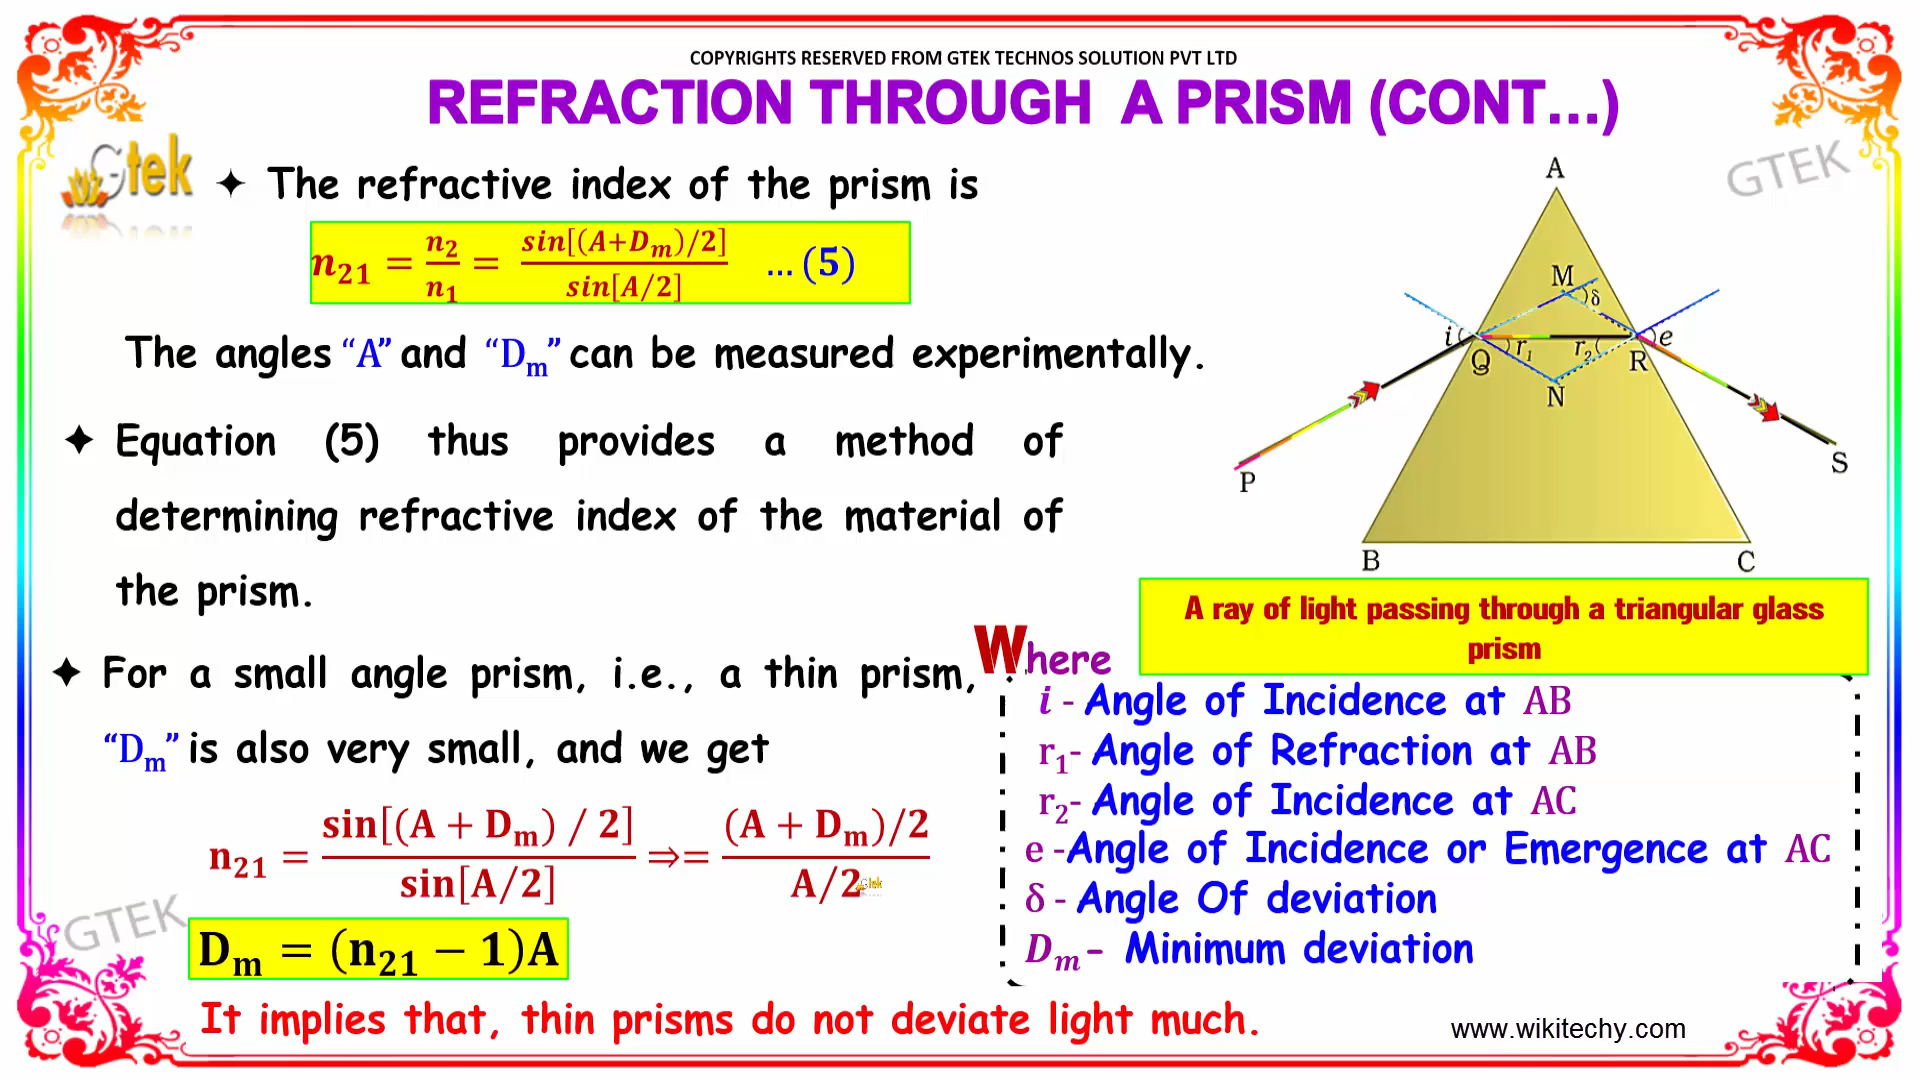 COPYRIGHTS RESERVED FROM GTEK TECHNOS SOLUTION PVT LTD
REFRACTION THROUGH A PRISM (CONT...)
Gtek
GTEK
✦ The refractive index of the prism is
n₂₁ = n₂/n₁ = sin[(A+Dₘ)/2] / sin[A/2] ... (5)
The angles “A” and “Dₘ” can be measured experimentally.
✦ Equation (5) thus provides a method of
determining refractive index of the material of
the prism.
✦ For a small angle prism, i.e., a thin prism,
“Dₘ” is also very small, and we get
n₂₁ = sin[(A + Dₘ) / 2] / sin[A/2] ⇒= (A + Dₘ)/2 / A/2
Gtek
GTEK
Dₘ = (n₂₁ − 1)A
It implies that, thin prisms do not deviate light much.
A
M
δ
i
r₁
r₂
e
Q
R
N
P
S
B
C
A ray of light passing through a triangular glass
prism
Where
i - Angle of Incidence at AB
r₁- Angle of Refraction at AB
r₂- Angle of Incidence at AC
e -Angle of Incidence or Emergence at AC
δ - Angle Of deviation
Dₘ – Minimum deviation
www.wikitechy.com